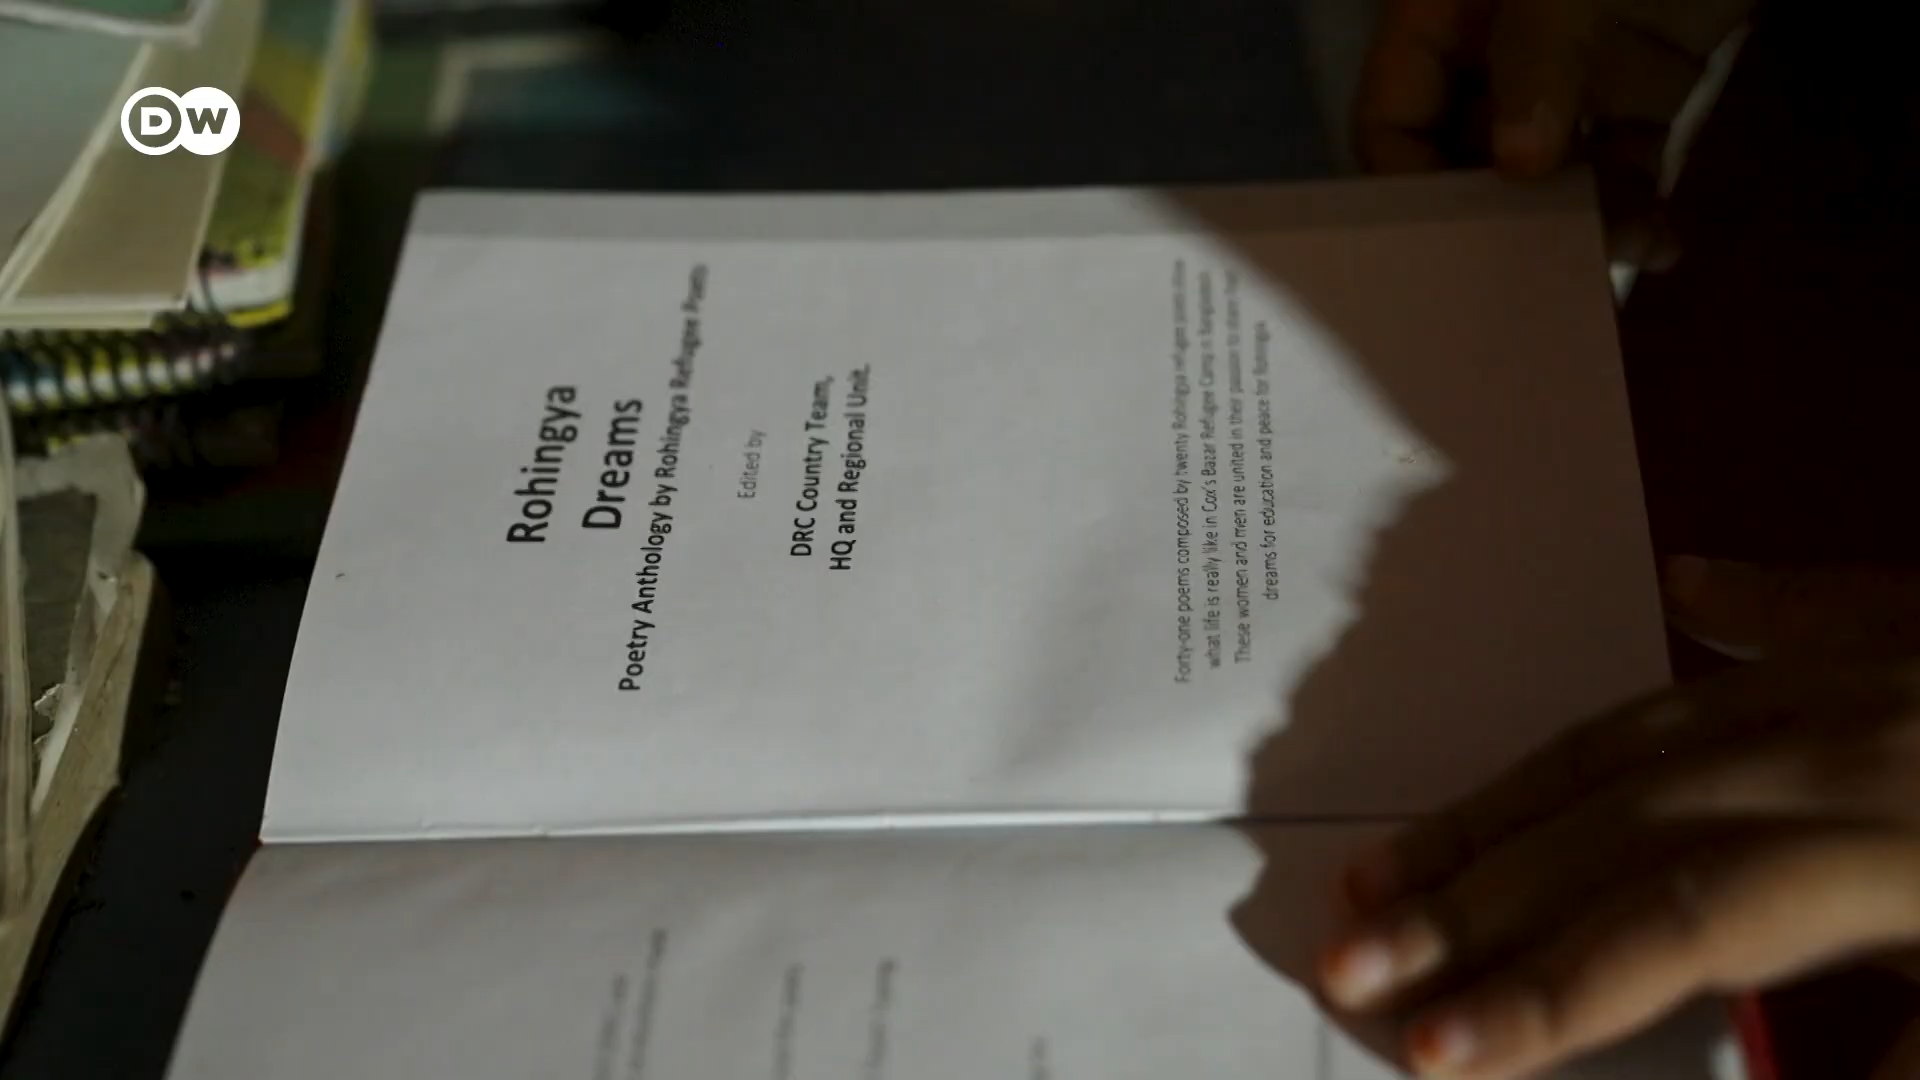 DW
Rohingya
Dreams
Poetry Anthology by Rohingya Refugee Poets
Edited by
DRC Country Team,
HQ and Regional Unit.
Forty-one poems composed by twenty Rohingya refugee poets show
what life is really like in Cox's Bazar Refugee Camp in Bangladesh
These women and men are united in their passion to share their
dreams for education and peace for Rohingya